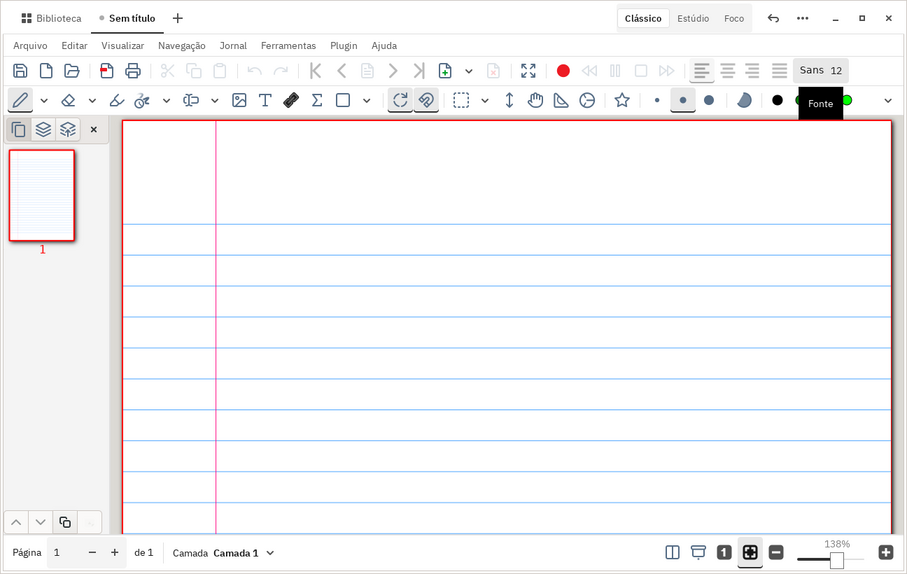 Biblioteca Sem título Clássico Estúdio Foco
Arquivo Editar Visualizar Navegação Jornal Ferramentas Plugin Ajuda
Sans 12
Fonte
1
Página 1 de 1 Camada Camada 1 1 138%